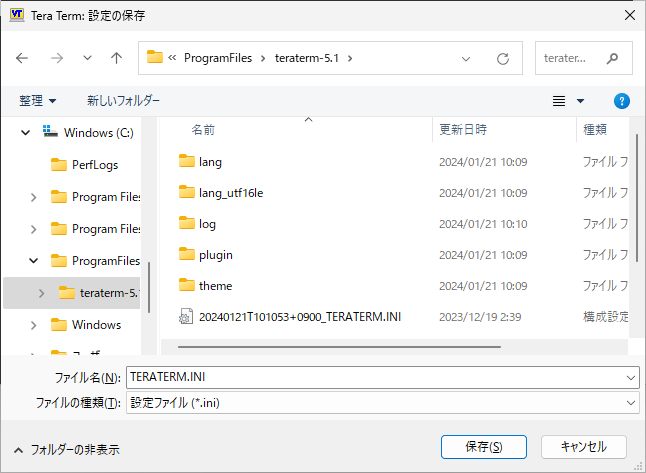 Tera Term: 設定の保存
« ProgramFiles › teraterm-5.1 ›
terater...
整理 新しいフォルダー
名前 更新日時 種類
Windows (C:)
PerfLogs
Program Files
Program Files
ProgramFiles
teraterm-5.1
Windows
lang 2024/01/21 10:09 ファイル フ
lang_utf16le 2024/01/21 10:09 ファイル フ
log 2024/01/21 10:10 ファイル フ
plugin 2024/01/21 10:09 ファイル フ
theme 2024/01/21 10:09 ファイル フ
20240121T101053+0900_TERATERM.INI 2023/12/19 2:39 構成設定
ファイル名(N): TERATERM.INI
ファイルの種類(T): 設定ファイル (*.ini)
フォルダーの非表示
保存(S) キャンセル